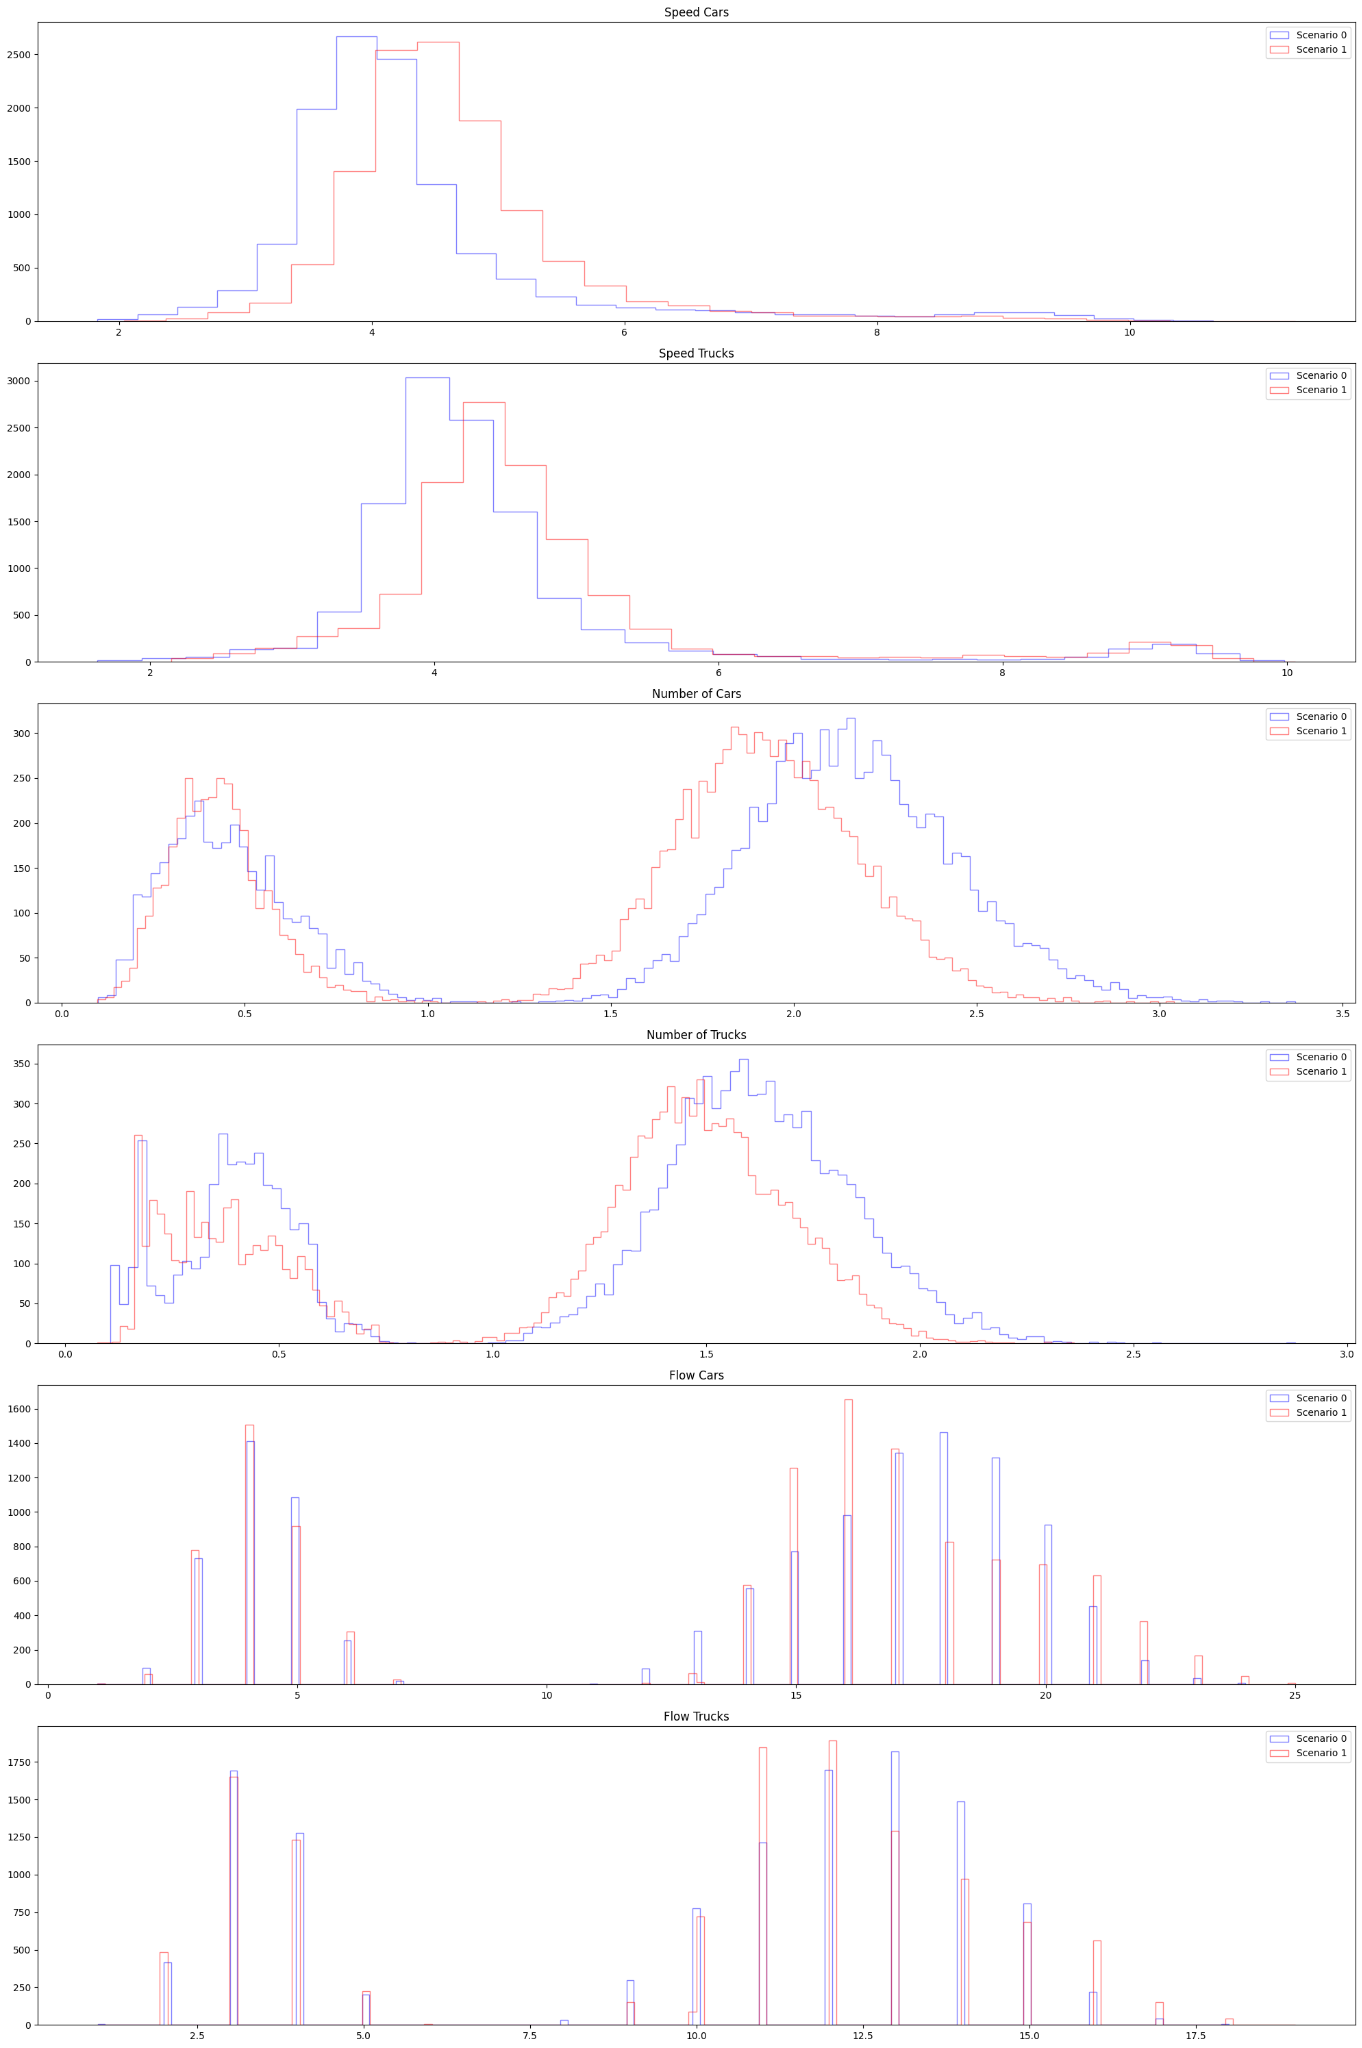 Speed Cars
Scenario 0
Scenario 1
2500
2000
1500
1000
500
0
2 4 6 8 10
Speed Trucks
Scenario 0
Scenario 1
3000
2500
2000
1500
1000
500
0
2 4 6 8 10
Number of Cars
Scenario 0
Scenario 1
300
250
200
150
100
50
0
0.0 0.5 1.0 1.5 2.0 2.5 3.0 3.5
Number of Trucks
Scenario 0
Scenario 1
350
300
250
200
150
100
50
0
0.0 0.5 1.0 1.5 2.0 2.5 3.0
Flow Cars
Scenario 0
Scenario 1
1600
1400
1200
1000
800
600
400
200
0
0 5 10 15 20 25
Flow Trucks
Scenario 0
Scenario 1
1750
1500
1250
1000
750
500
250
0
2.5 5.0 7.5 10.0 12.5 15.0 17.5